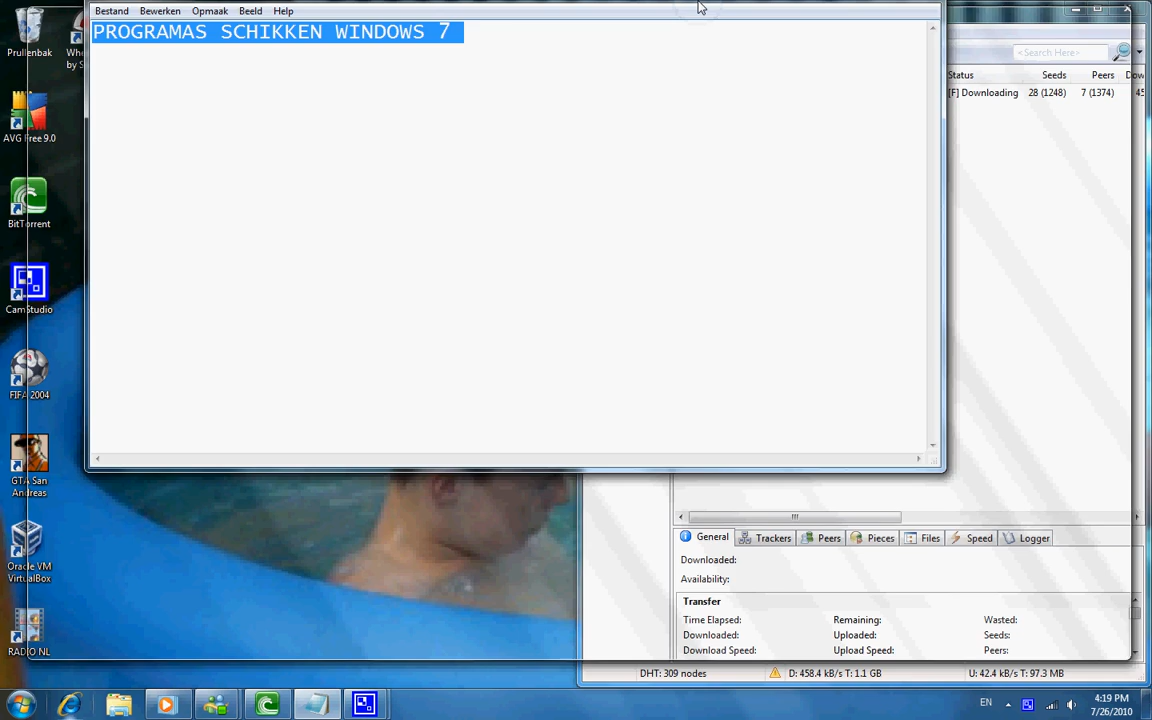 Bestand Bewerken Opmaak Beeld Help
PROGRAMAS SCHIKKEN WINDOWS 7
<Search Here>
Status Seeds Peers
[F] Downloading 28 (1248) 7 (1374) 45
Prullenbak
AVG Free 9.0
BitTorrent
CamStudio
FIFA 2004
GTA San
Andreas
Oracle VM
VirtualBox
RADIO NL
General Trackers Peers Pieces Files Speed Logger
Downloaded:
Availability:
Transfer
Time Elapsed: Remaining: Wasted:
Downloaded: Uploaded: Seeds:
Download Speed: Upload Speed: Peers:
DHT: 309 nodes D: 458.4 kB/s T: 1.1 GB U: 42.4 kB/s T: 97.3 MB
EN
4:19 PM
7/26/2010